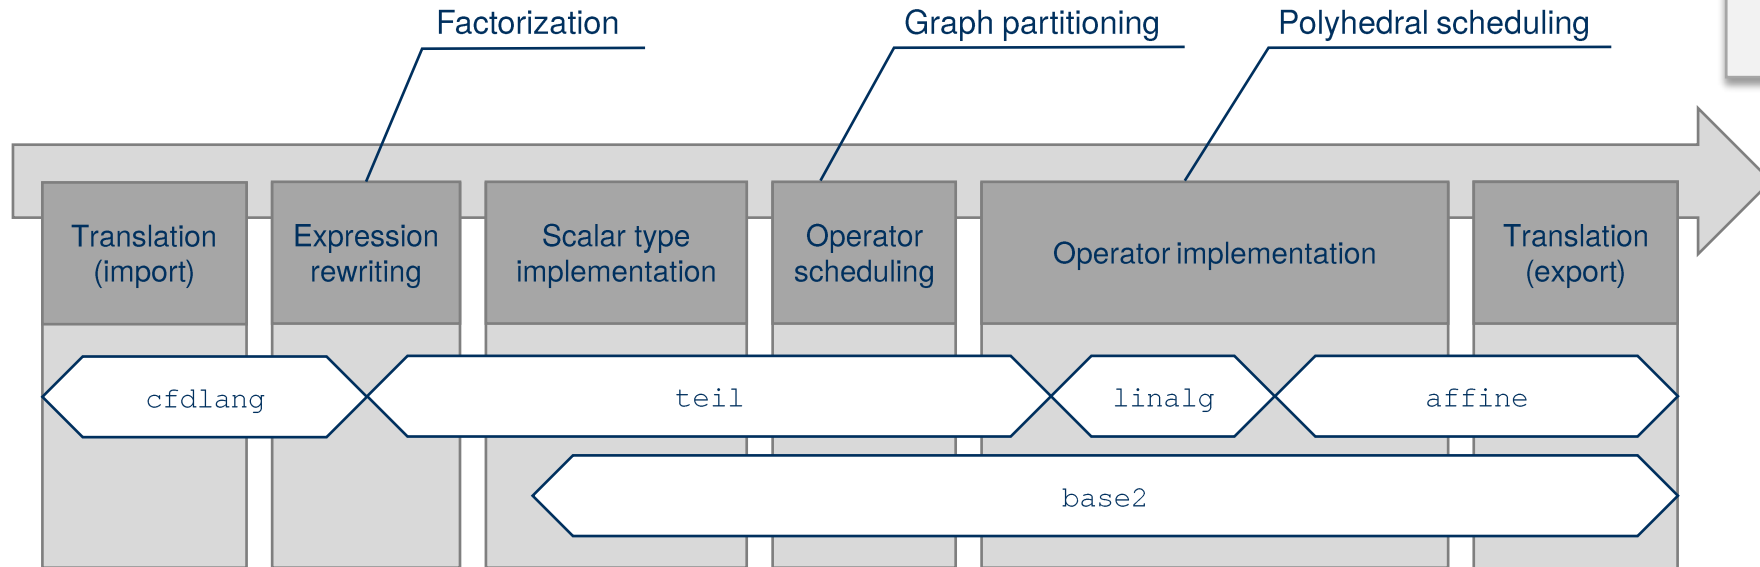 Factorization
Graph partitioning
Polyhedral scheduling
Translation
(import)
Expression
rewriting
Scalar type
implementation
Operator
scheduling
Operator implementation
Translation
(export)
cfdlang
teil
linalg
affine
base2